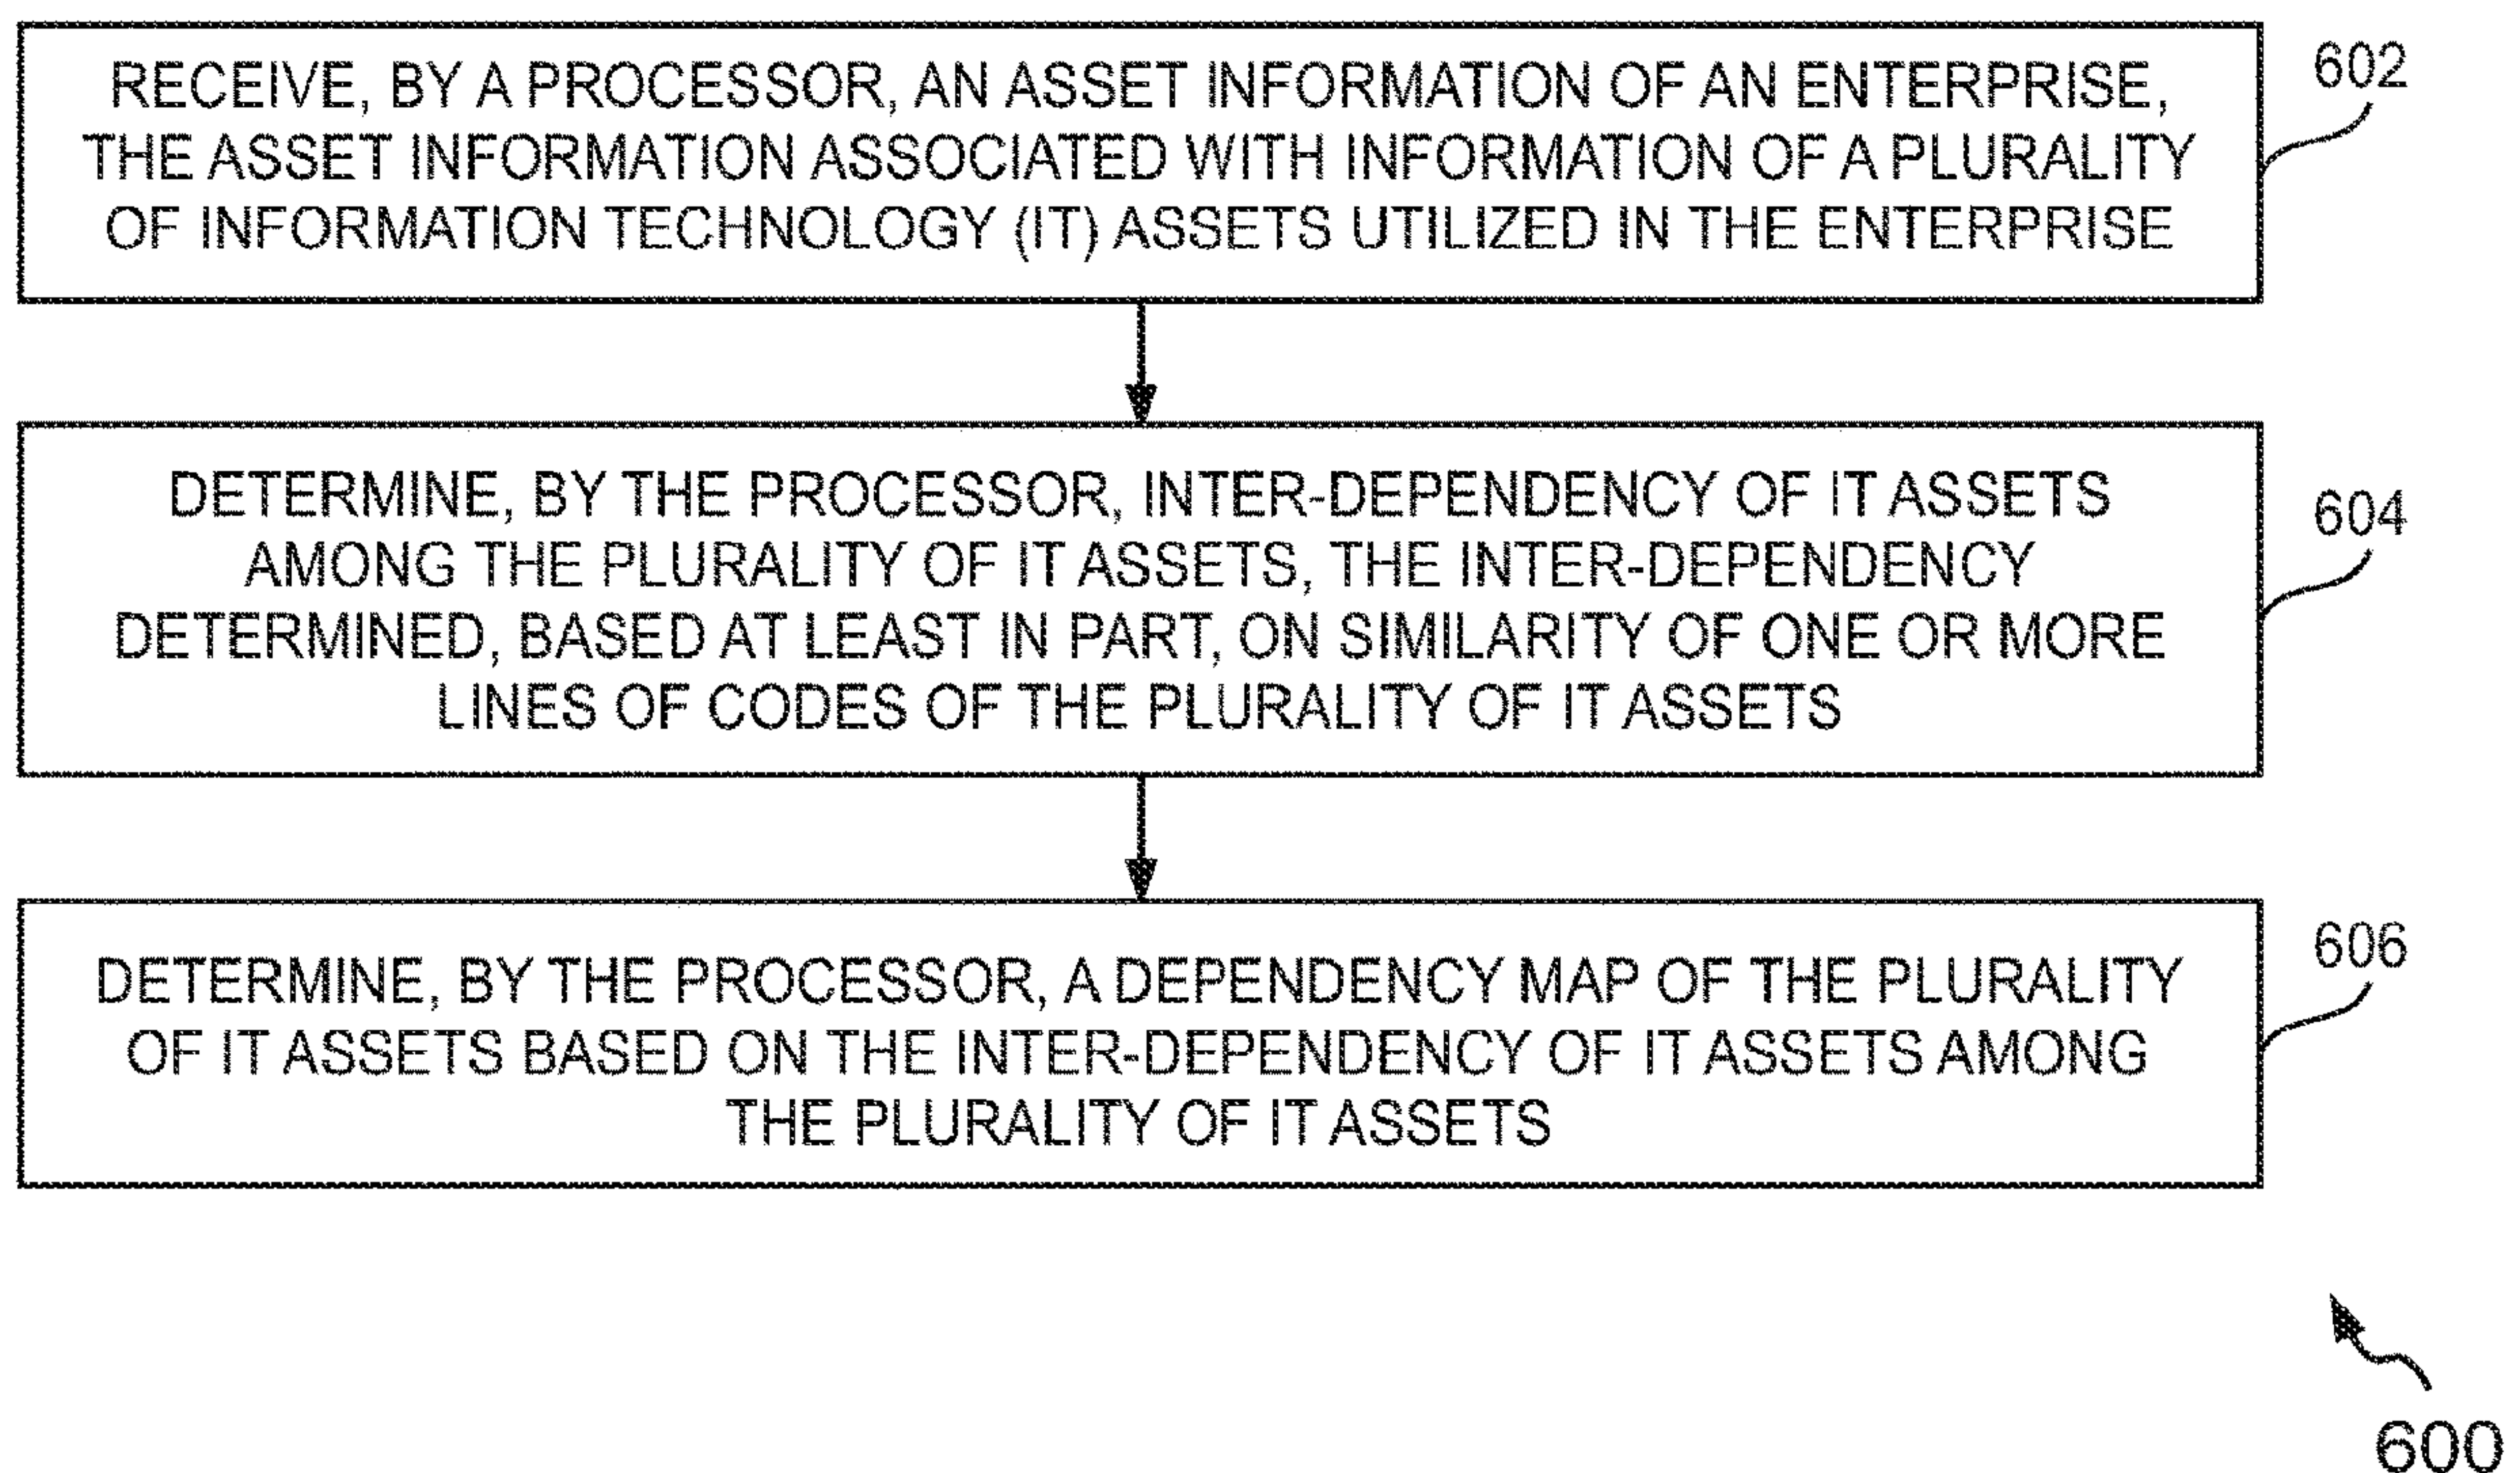 RECEIVE, BY A PROCESSOR, AN ASSET INFORMATION OF AN ENTERPRISE,
THE ASSET INFORMATION ASSOCIATED WITH INFORMATION OF A PLURALITY
OF INFORMATION TECHNOLOGY (IT) ASSETS UTILIZED IN THE ENTERPRISE
602
DETERMINE, BY THE PROCESSOR, INTER-DEPENDENCY OF IT ASSETS
AMONG THE PLURALITY OF IT ASSETS, THE INTER-DEPENDENCY
DETERMINED, BASED AT LEAST IN PART, ON SIMILARITY OF ONE OR MORE
LINES OF CODES OF THE PLURALITY OF IT ASSETS
604
DETERMINE, BY THE PROCESSOR, A DEPENDENCY MAP OF THE PLURALITY
OF IT ASSETS BASED ON THE INTER-DEPENDENCY OF IT ASSETS AMONG
THE PLURALITY OF IT ASSETS
606
600